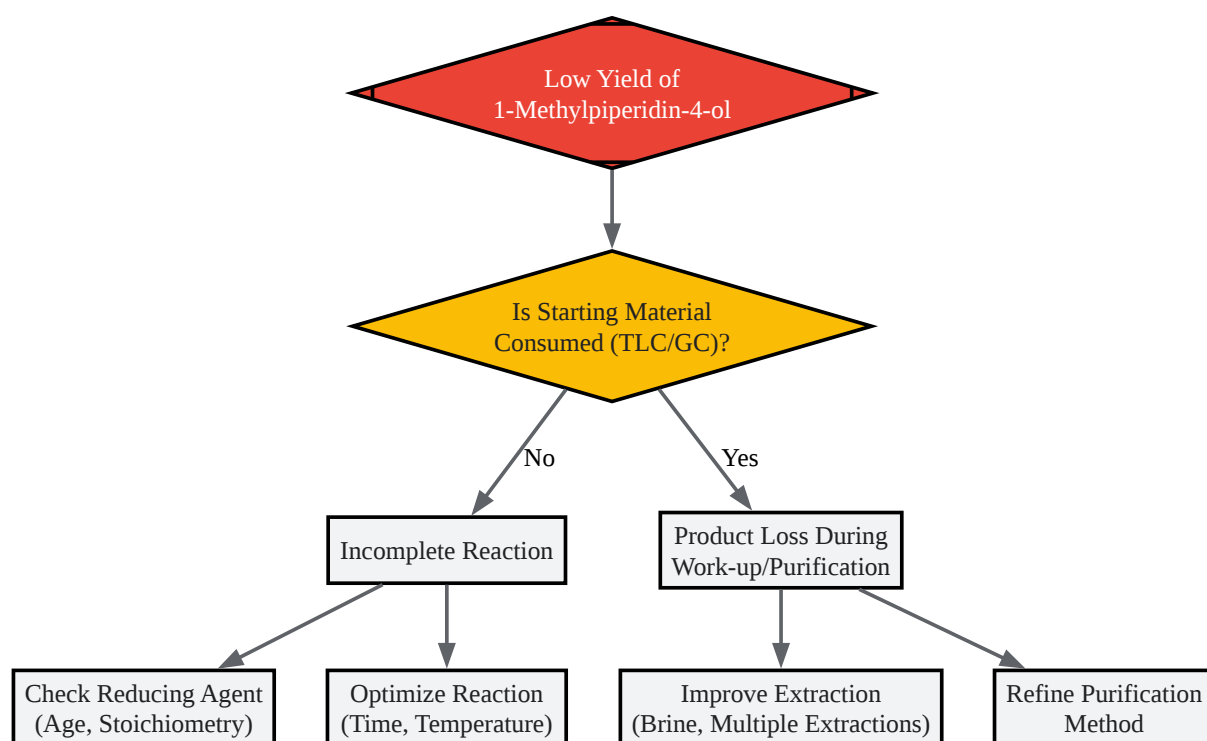 Low Yield of
1-Methylpiperidin-4-ol
Is Starting Material
Consumed (TLC/GC)?
No
Yes
Incomplete Reaction
Product Loss During
Work-up/Purification
Check Reducing Agent
(Age, Stoichiometry)
Optimize Reaction
(Time, Temperature)
Improve Extraction
(Brine, Multiple Extractions)
Refine Purification
Method